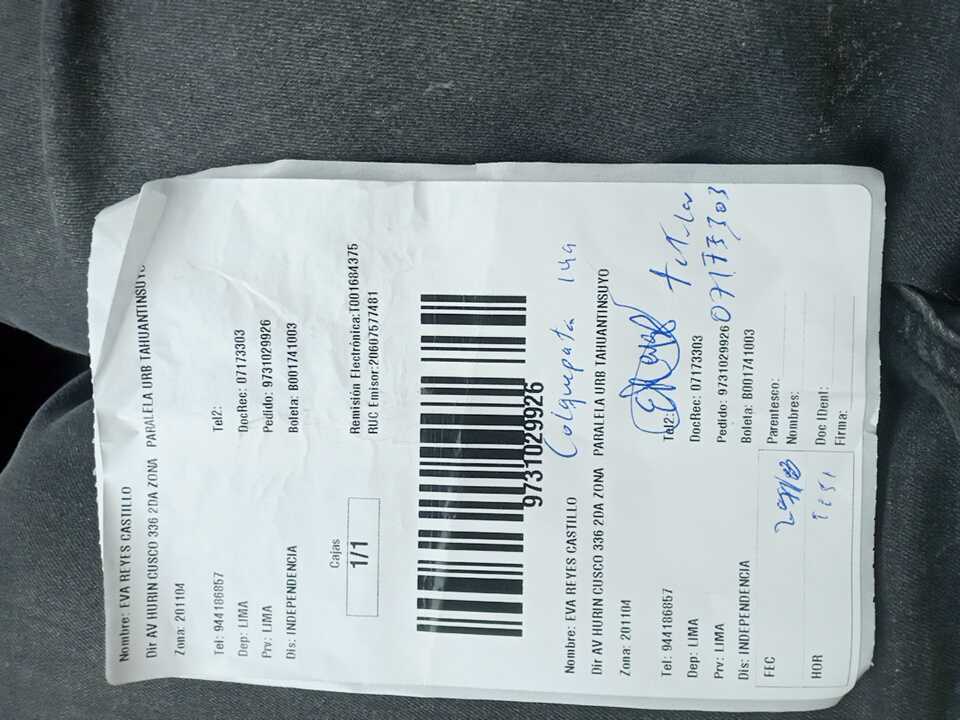 Nombre: EVA REYES CASTILLO
Dir AV HURIN CUSCO 336 2DA ZONA PARALELA URB TAHUANTINSUYO
Zona: 201104
Tel: 944186857 Tel2:
Dep: LIMA DocRec: 07173303
Prv: LIMA Pedido: 9731029926
Dis: INDEPENDENCIA Boleta: B001741003
Cajas
1/1
Remisión Electrónica:T001684375
RUC Emisor:20607577481
9731029926
Nombre: EVA REYES CASTILLO
Dir AV HURIN CUSCO 336 2DA ZONA PARALELA URB TAHUANTINSUYO
Zona: 201104
Tel: 944186857 Tel2:
Titular
Dep: LIMA DocRec: 07173303
Prv: LIMA Pedido: 9731029926
07173303
Dis: INDEPENDENCIA Boleta: B001741003
FEC
HOR
Parentesco:
Nombres:
Doc IDent:
Firma: